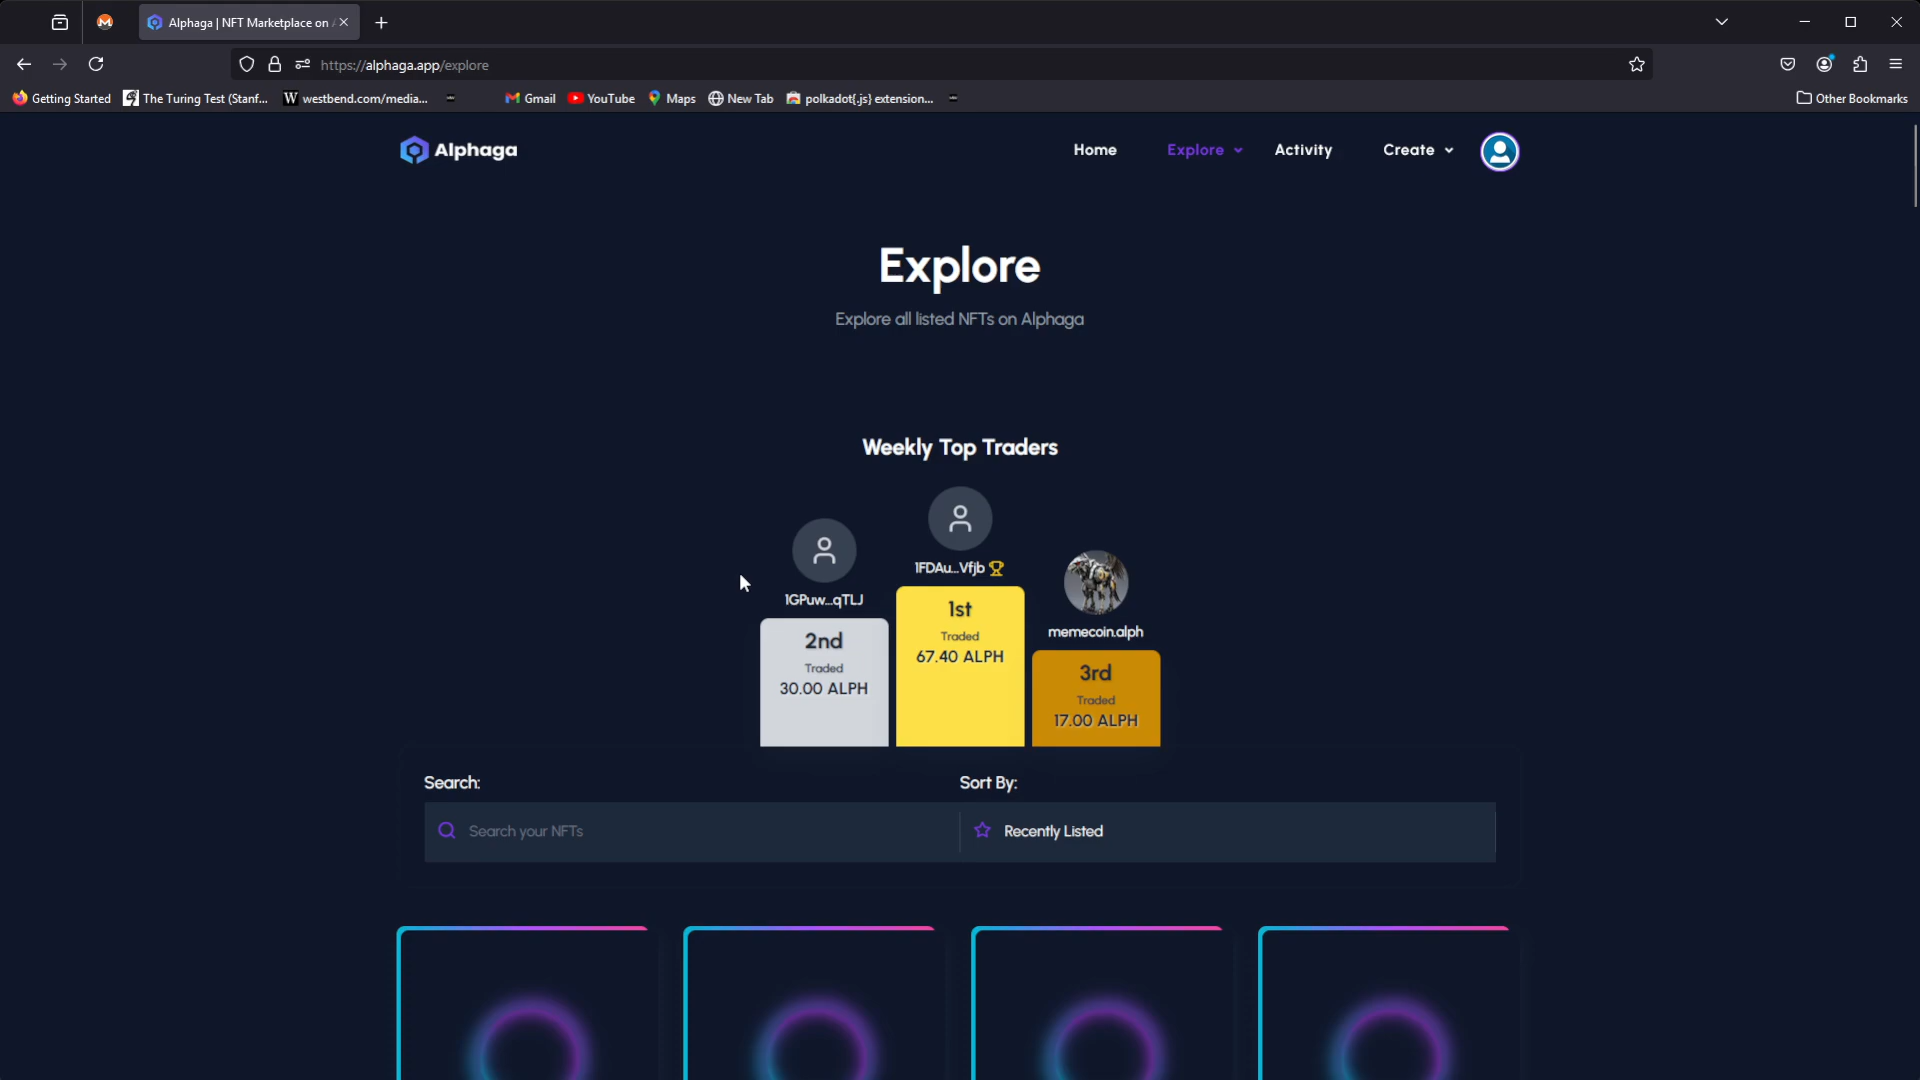 Alphaga | NFT Marketplace on
https://alphaga.app/explore
Getting Started
The Turing Test (Stanf...
W westbend.com/media...
Gmail
YouTube
Maps
New Tab
polkadot{.js} extension...
Other Bookmarks
Alphaga
Home
Explore
Activity
Create
Explore
Explore all listed NFTs on Alphaga
Weekly Top Traders
1FDAu...Vfjb
1GPuw...qTLJ
1st
memecoin.alph
Traded
2nd
67.40 ALPH
Traded
3rd
30.00 ALPH
Traded
17.00 ALPH
Search:
Sort By:
Search your NFTs
Recently Listed